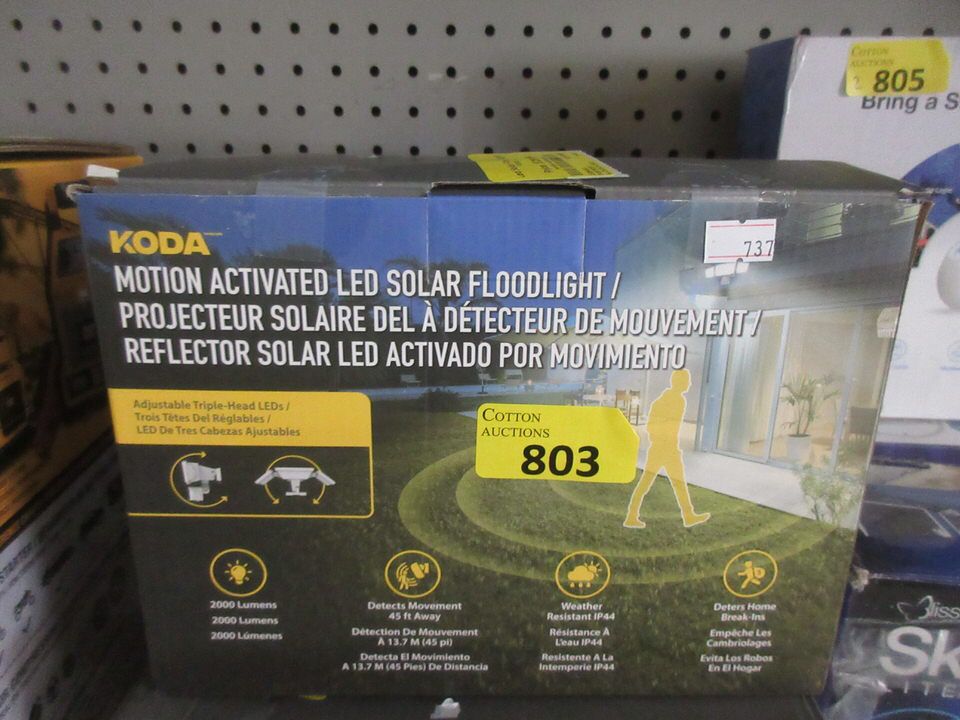 COTTON
AUCTIONS
2 805
Bring a S
KODA
737
MOTION ACTIVATED LED SOLAR FLOODLIGHT /
PROJECTEUR SOLAIRE DEL À DÉTECTEUR DE MOUVEMENT /
REFLECTOR SOLAR LED ACTIVADO POR MOVIMIENTO
Adjustable Triple-Head LEDs /
Trois Têtes Del Réglables /
LED De Tres Cabezas Ajustables
COTTON
AUCTIONS
803
2000 Lumens
2000 Lumens
2000 Lúmenes
Detects Movement
45 ft Away
Détection De Mouvement
À 13.7 M (45 pi)
Detecta El Movimiento
A 13.7 M (45 Pies) De Distancia
Weather
Resistant IP44
Résistance À
L'eau IP44
Resistente A La
Intemperie IP44
Deters Home
Break-Ins
Empêche Les
Cambriolages
Evita Los Robos
En El Hogar
liss
Sk
LITE